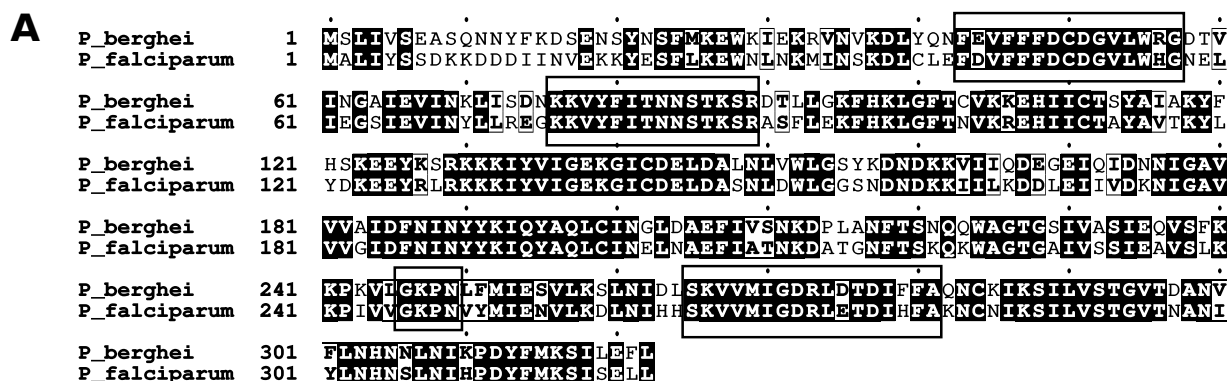 A
P_berghei 1 MSLIVSEASQNNYFKDSENSYNSFMKEWKIEKRVNVKDLYQNFEVFFFDCDGVLWRGDTV
P_falciparum 1 MALIYSSDKKDDDIINVEKKYESFLKEWNLNKMINSKDLCLEFDVFFFDCDGVLWHGNEL
P_berghei 61 INGAIEVINKLISDNKKVYFITNNSTKSRDTLLGKFHKLGFTCVKKEHIICTSYAIAKYF
P_falciparum 61 IEGSIEVINYLLREGKKVYFITNNSTKSRASFLEKFHKLGFTNVKREHIICTAYAVTKYL
P_berghei 121 HSKEEYKSRKKKIYVIGEKGICDELDALNLVWLGSYKDNDKKVIIQDEGEIQIDNNIGAV
P_falciparum 121 YDKEEYRLRKKKIYVIGEKGICDELDASNLDWLGGSNDNDKKIILKDDLEIIVDKNIGAV
P_berghei 181 VVAIDFNINYYKIQYAQLCINGLDAEFIVSNKDPLANFTSNQQWAGTGSIVASIEQVSFK
P_falciparum 181 VVGIDFNINYYKIQYAQLCINELNAEFIATNKDATGNFTSKQKWAGTGAIVSSIEAVSLK
P_berghei 241 KPKVLGKPNLFMIESVLKSLNIDLSKVVMIGDRLDTDIFFAQNCKIKSILVSTGVTDANV
P_falciparum 241 KPIVVGKPNVYMIENVLKDLNIHHSKVVMIGDRLETDIHFAKNCNIKSILVSTGVTNANI
P_berghei 301 FLNHNNLNIKPDYFMKSILEFL
P_falciparum 301 YLNHNSLNIHPDYFMKSISELL